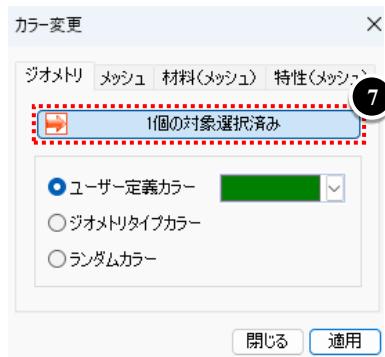 カラー変更
ジオメトリ メッシュ 材料(メッシュ) 特性(メッシュ)
7
1個の対象選択済み
ユーザー定義カラー
ジオメトリタイプカラー
ランダムカラー
閉じる 適用